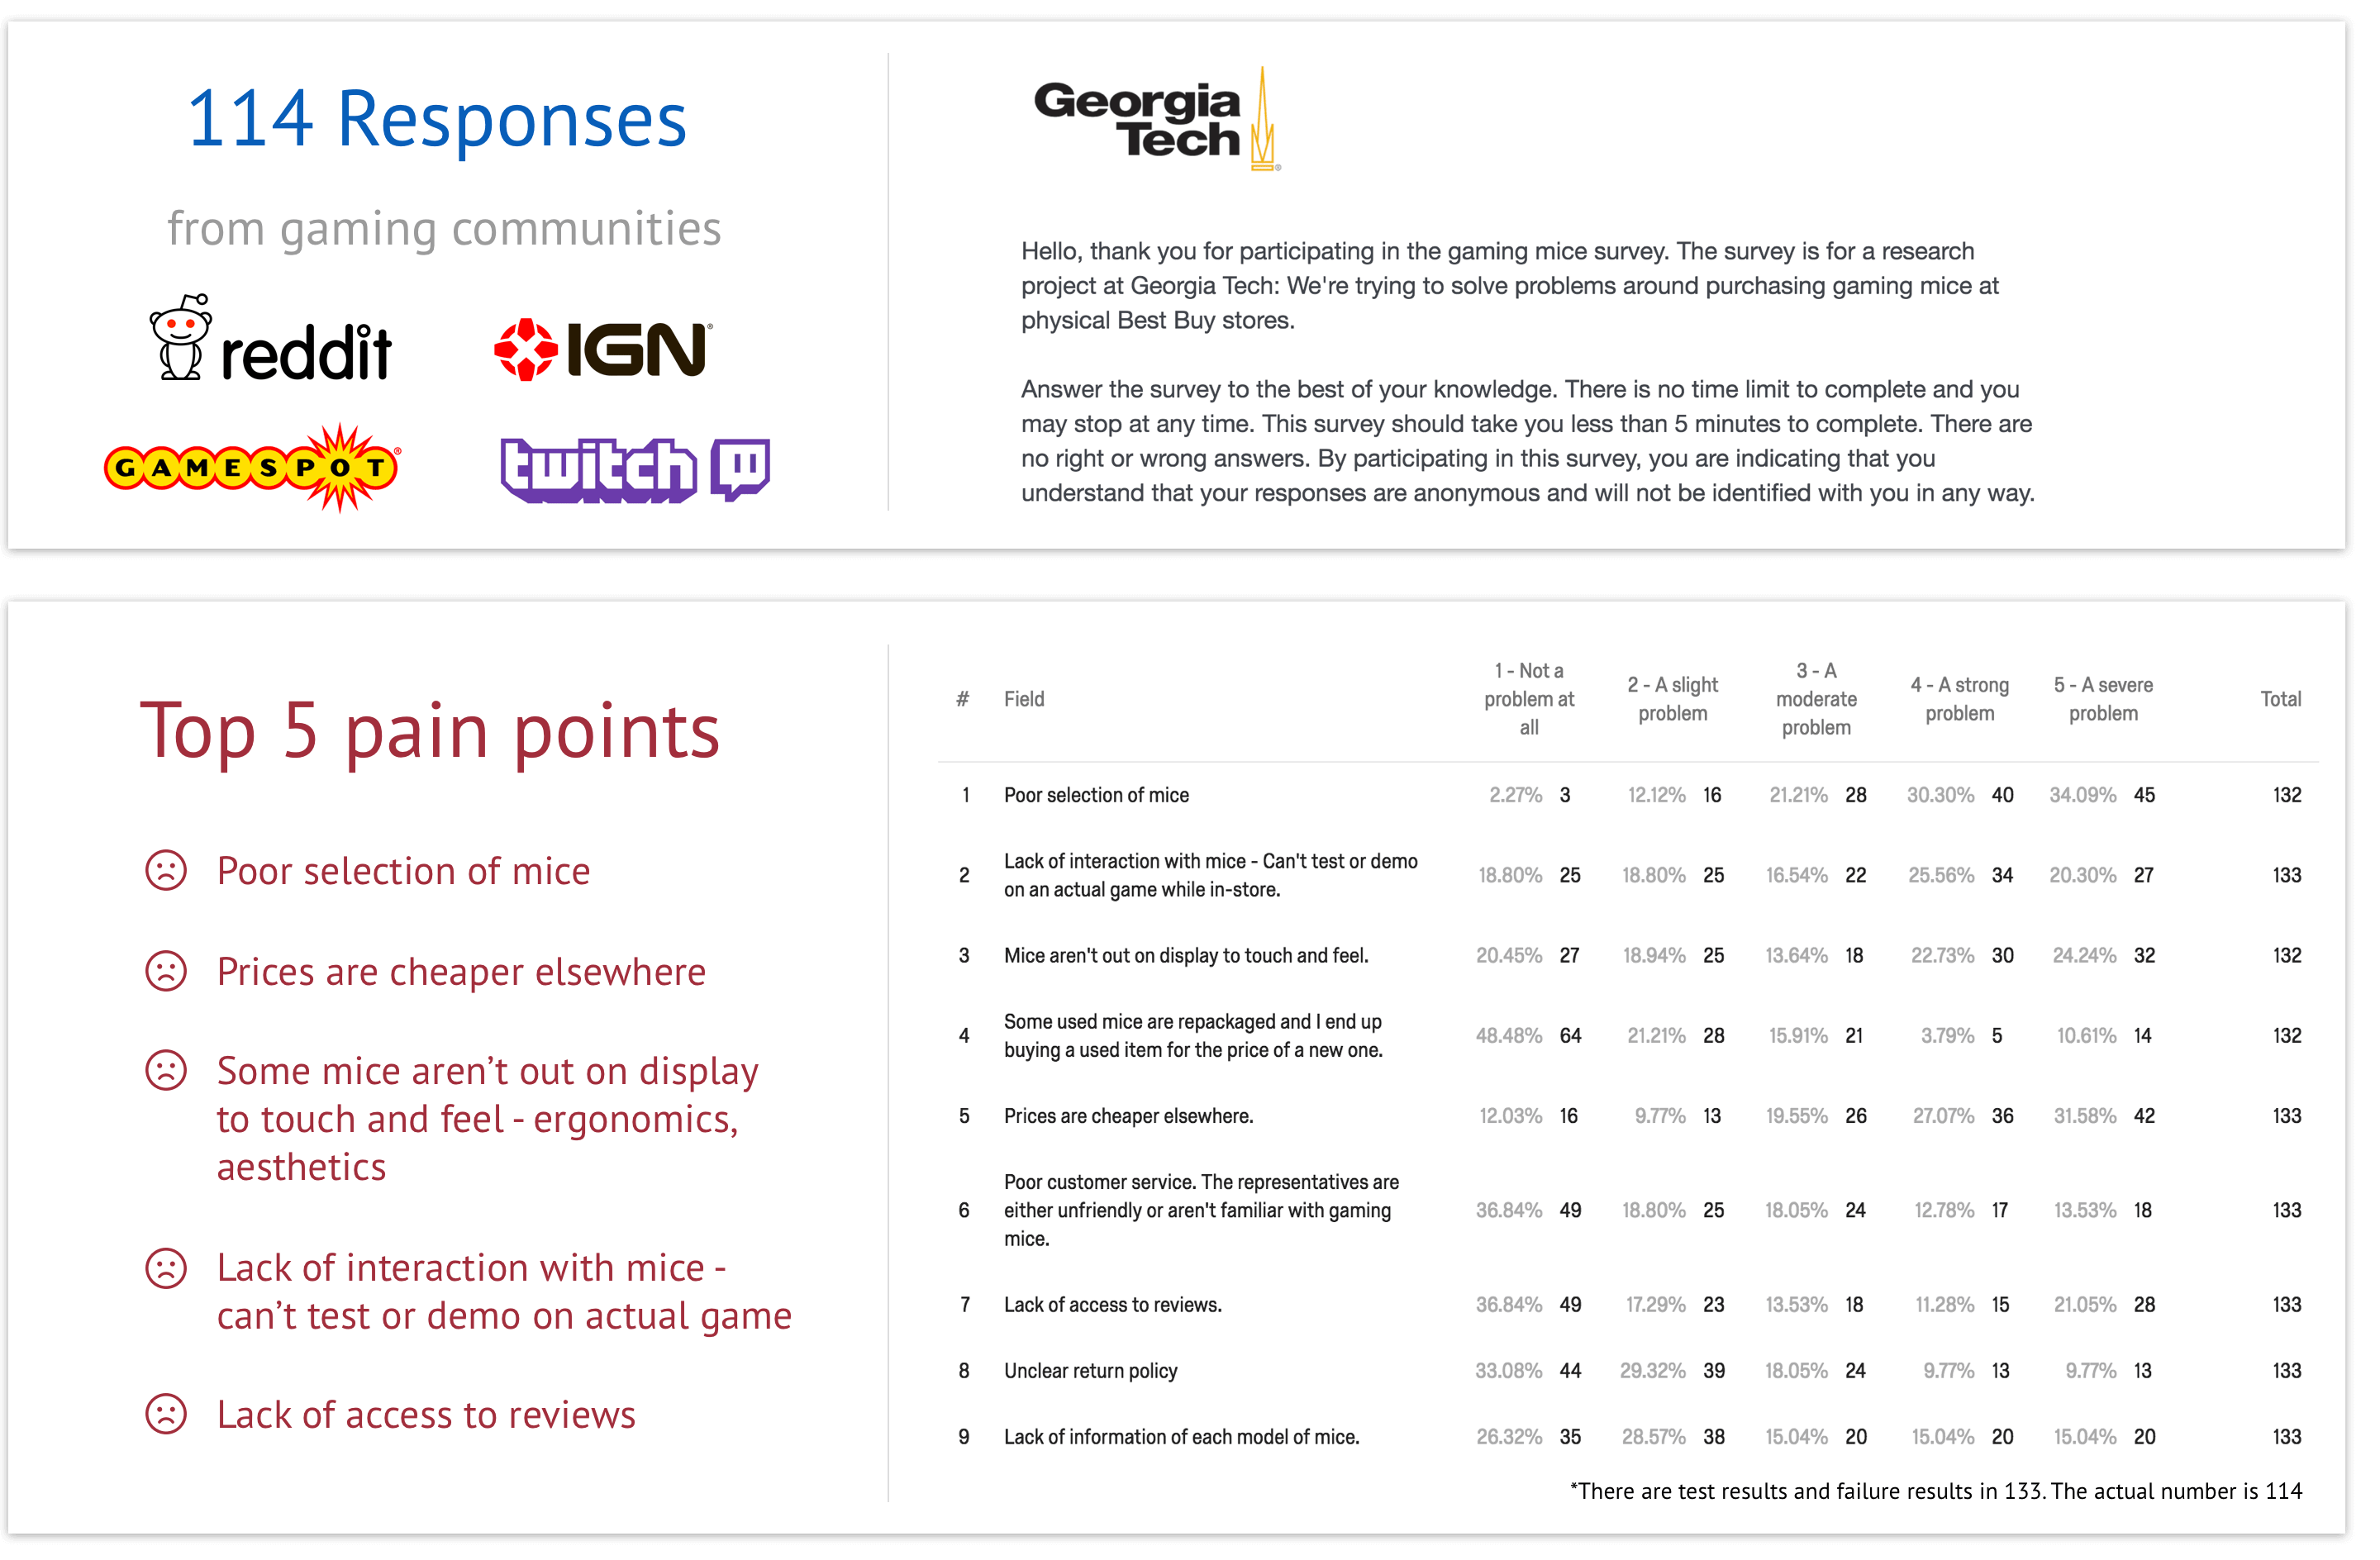 114 Responses
from gaming communities
reddit
IGN®
GAMESPOT®
twitch
Georgia
Tech®
Hello, thank you for participating in the gaming mice survey. The survey is for a research
project at Georgia Tech: We're trying to solve problems around purchasing gaming mice at
physical Best Buy stores.
Answer the survey to the best of your knowledge. There is no time limit to complete and you
may stop at any time. This survey should take you less than 5 minutes to complete. There are
no right or wrong answers. By participating in this survey, you are indicating that you
understand that your responses are anonymous and will not be identified with you in any way.
Top 5 pain points
Poor selection of mice
Prices are cheaper elsewhere
Some mice aren’t out on display
to touch and feel - ergonomics,
aesthetics
Lack of interaction with mice -
can’t test or demo on actual game
Lack of access to reviews
# Field 1 - Not a problem at all 2 - A slight problem 3 - A moderate problem 4 - A strong problem 5 - A severe problem Total
1 Poor selection of mice 2.27% 3 12.12% 16 21.21% 28 30.30% 40 34.09% 45 132
2 Lack of interaction with mice - Can't test or demo
on an actual game while in-store. 18.80% 25 18.80% 25 16.54% 22 25.56% 34 20.30% 27 133
3 Mice aren't out on display to touch and feel. 20.45% 27 18.94% 25 13.64% 18 22.73% 30 24.24% 32 132
4 Some used mice are repackaged and I end up
buying a used item for the price of a new one. 48.48% 64 21.21% 28 15.91% 21 3.79% 5 10.61% 14 132
5 Prices are cheaper elsewhere. 12.03% 16 9.77% 13 19.55% 26 27.07% 36 31.58% 42 133
6 Poor customer service. The representatives are
either unfriendly or aren't familiar with gaming
mice. 36.84% 49 18.80% 25 18.05% 24 12.78% 17 13.53% 18 133
7 Lack of access to reviews. 36.84% 49 17.29% 23 13.53% 18 11.28% 15 21.05% 28 133
8 Unclear return policy 33.08% 44 29.32% 39 18.05% 24 9.77% 13 9.77% 13 133
9 Lack of information of each model of mice. 26.32% 35 28.57% 38 15.04% 20 15.04% 20 15.04% 20 133
*There are test results and failure results in 133. The actual number is 114